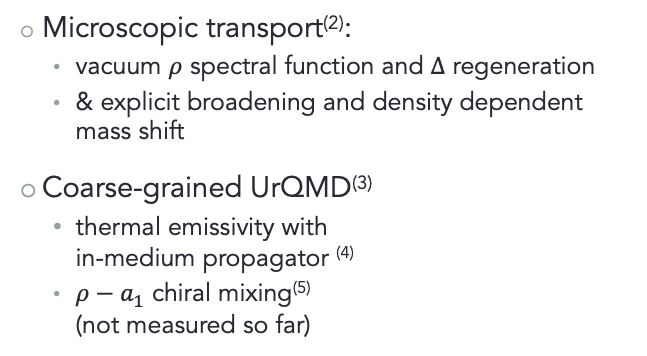 ○ Microscopic transport⁽²⁾:
• vacuum ρ spectral function and Δ regeneration
• & explicit broadening and density dependent
mass shift
○ Coarse-grained UrQMD⁽³⁾
• thermal emissivity with
in-medium propagator ⁽⁴⁾
• ρ − a₁ chiral mixing⁽⁵⁾
(not measured so far)